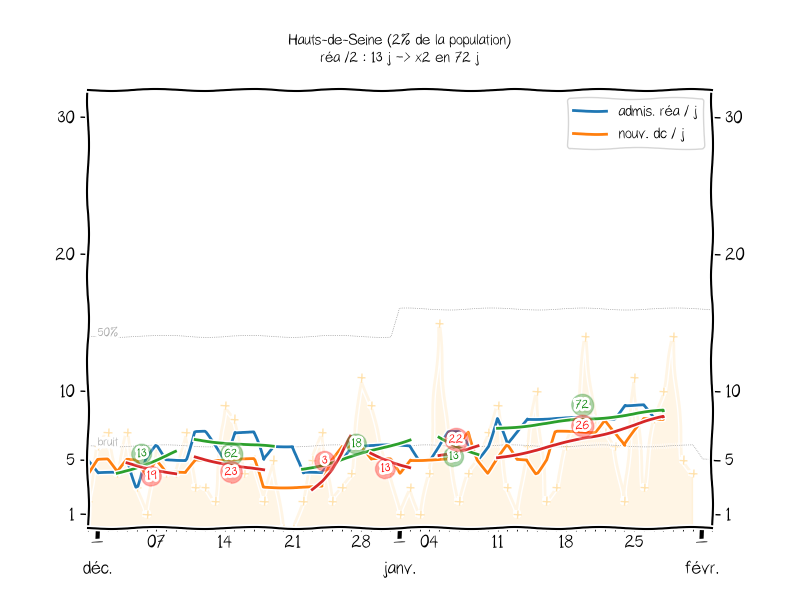 Hauts-de-Seine (2% de la population)
réa /2 : 13 j -> x2 en 72 j
admis. réa / j
nouv. dc / j
30 30
20 20
50%
10 10
72
26
bruit
13 62 18 22
5 19 23 3 13 13 5
1 1
07 14 21 28 04 11 18 25
déc. janv. févr.